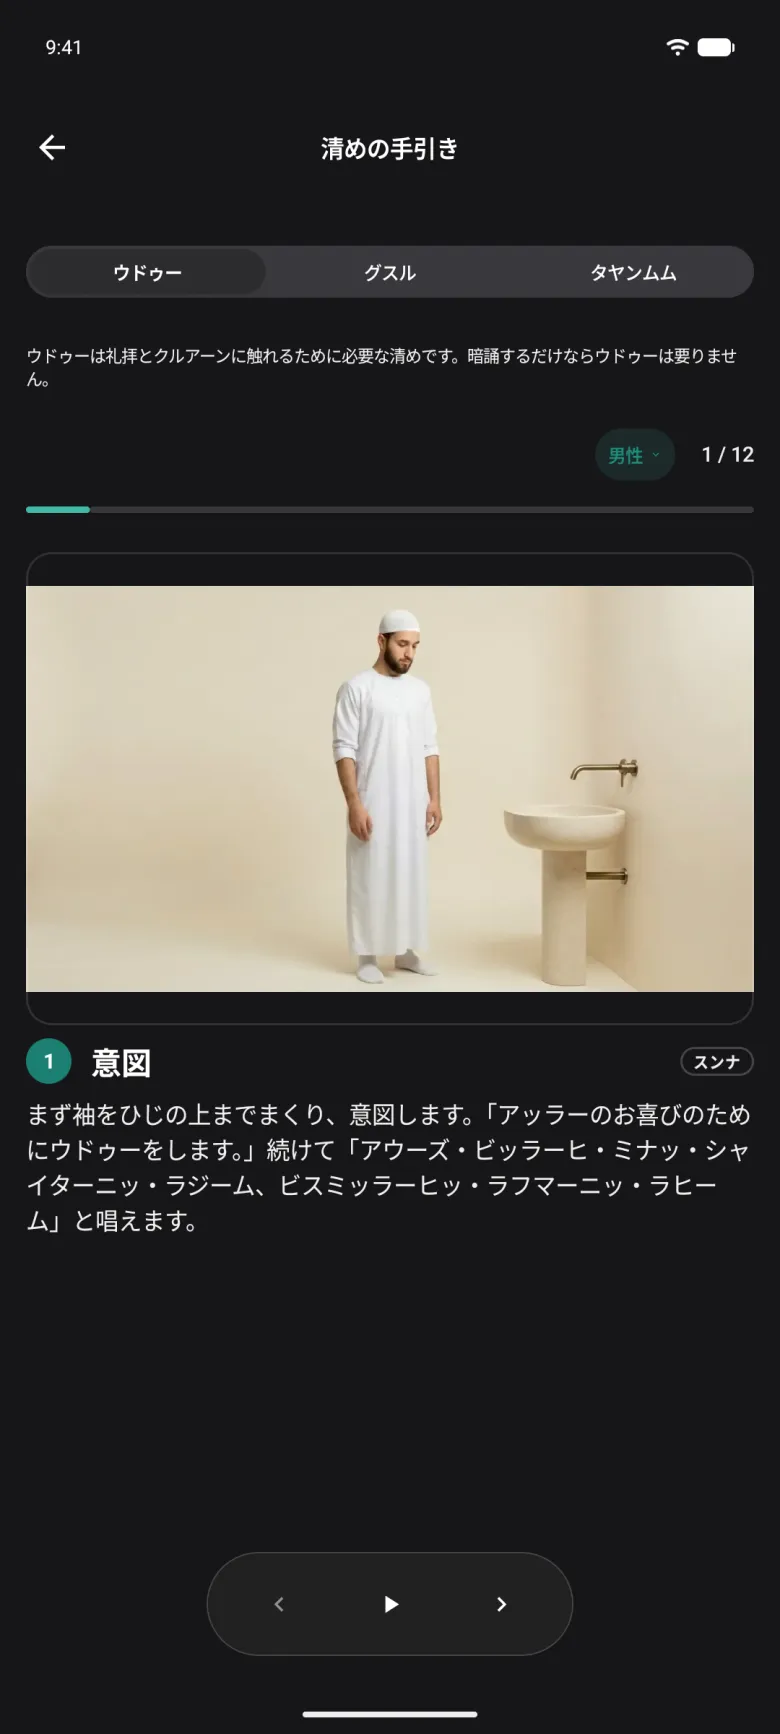 9:41
清めの手引き
ウドゥー
グスル
タヤンムム
ウドゥーは礼拝とクルアーンに触れるために必要な清めです。暗誦するだけならウドゥーは要りませ
ん。
男性
1 / 12
1
意図
スンナ
まず袖をひじの上までまくり、意図します。「アッラーのお喜びのため
にウドゥーをします。」続けて「アウーズ・ビッラーヒ・ミナッ・シャ
イターニッ・ラジーム、ビスミッラーヒッ・ラフマーニッ・ラヒー
ム」と唱えます。